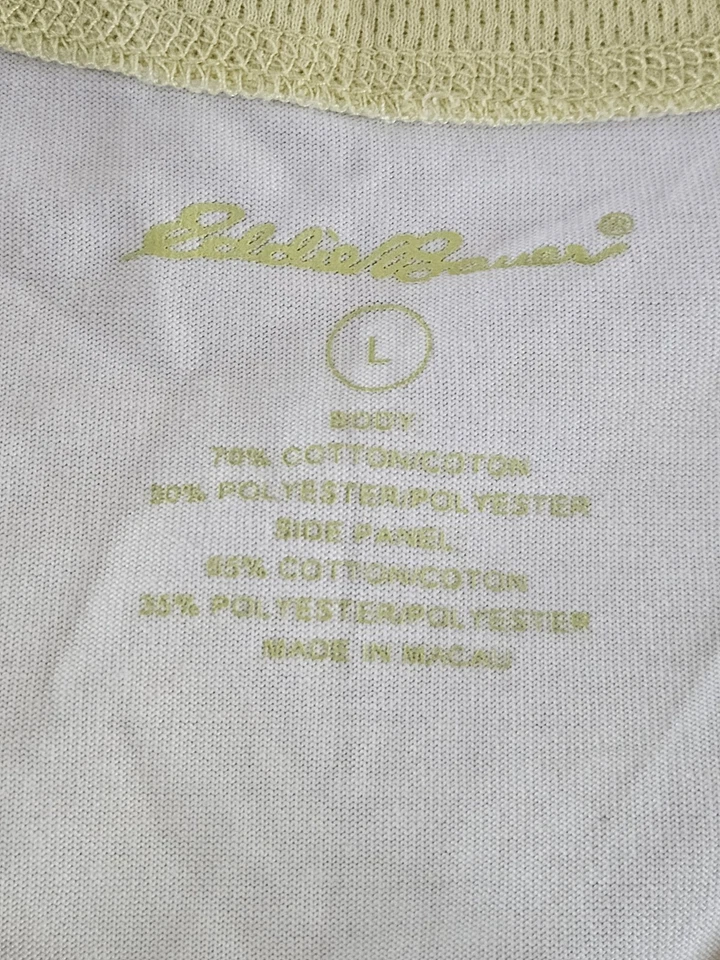 Eddie Bauer®
L
BODY
70% COTTON/COTON
30% POLYESTER/POLYESTER
SIDE PANEL
65% COTTON/COTON
35% POLYESTER/POLYESTER
MADE IN MACAU